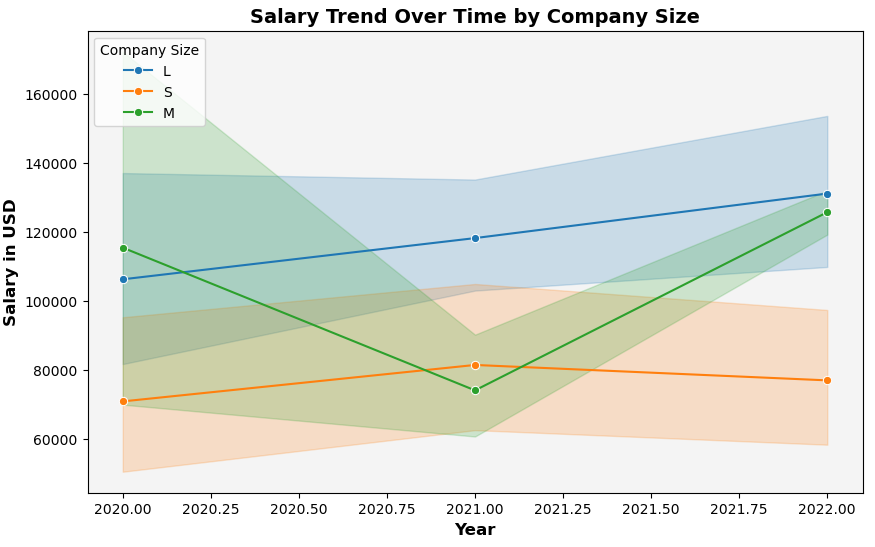 Salary Trend Over Time by Company Size
Company Size
L
S
M
160000
140000
120000
100000
80000
60000
Salary in USD
2020.00 2020.25 2020.50 2020.75 2021.00 2021.25 2021.50 2021.75 2022.00
Year